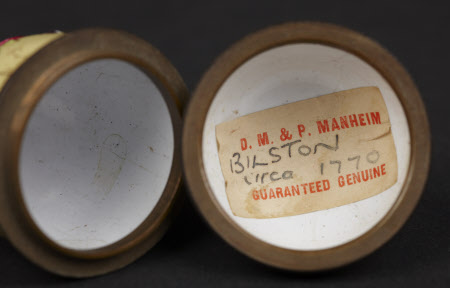 D. M. & P. MANHEIM
BILSTON
circa 1770
GUARANTEED GENUINE